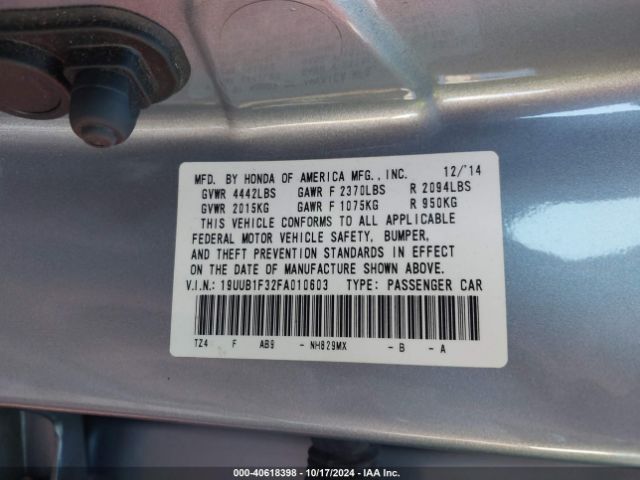 MFD. BY HONDA OF AMERICA MFG., INC. 12/'14
GVWR 4442LBS GAWR F 2370LBS R 2094LBS
GVWR 2015KG GAWR F 1075KG R 950KG
THIS VEHICLE CONFORMS TO ALL APPLICABLE
FEDERAL MOTOR VEHICLE SAFETY, BUMPER,
AND THEFT PREVENTION STANDARDS IN EFFECT
ON THE DATE OF MANUFACTURE SHOWN ABOVE.
V.I.N.: 19UUB1F32FA010603 TYPE: PASSENGER CAR
TZ4 F AB9 - NH829MX - B - A
000-40618398 - 10/17/2024 - IAA Inc.